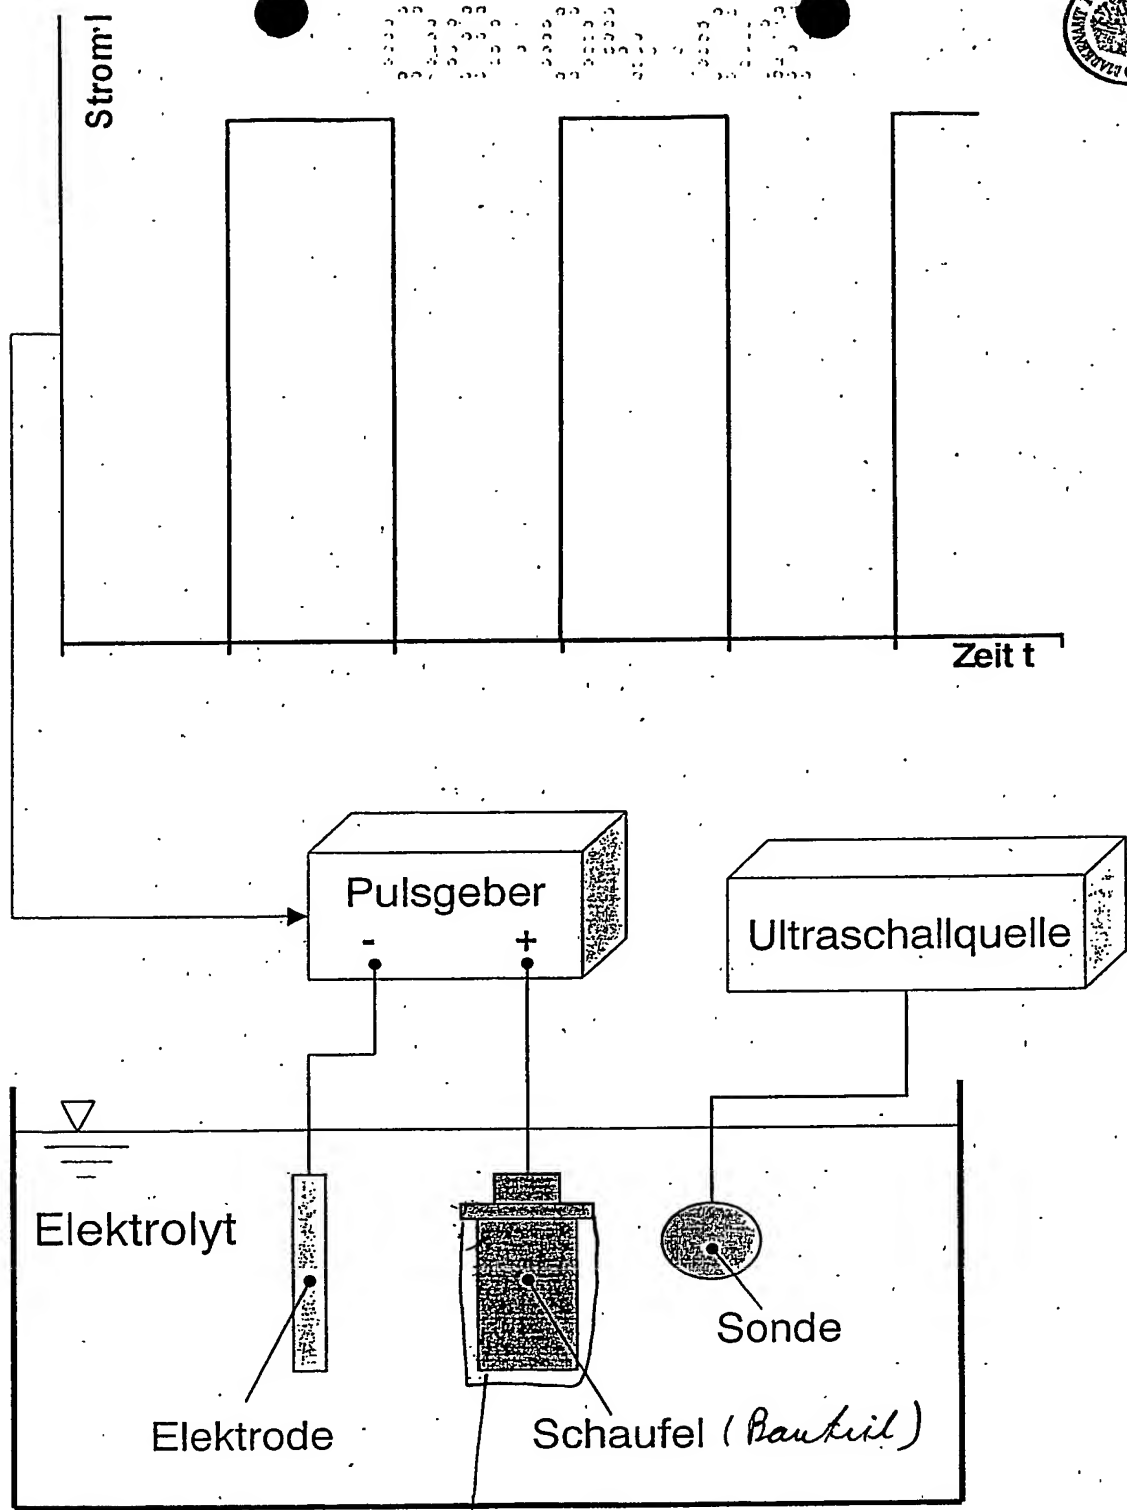 Strom I
Zeit t
Pulsgeber
- +
Ultraschallquelle
Elektrolyt
Sonde
Elektrode
Schaufel (Bauteil)